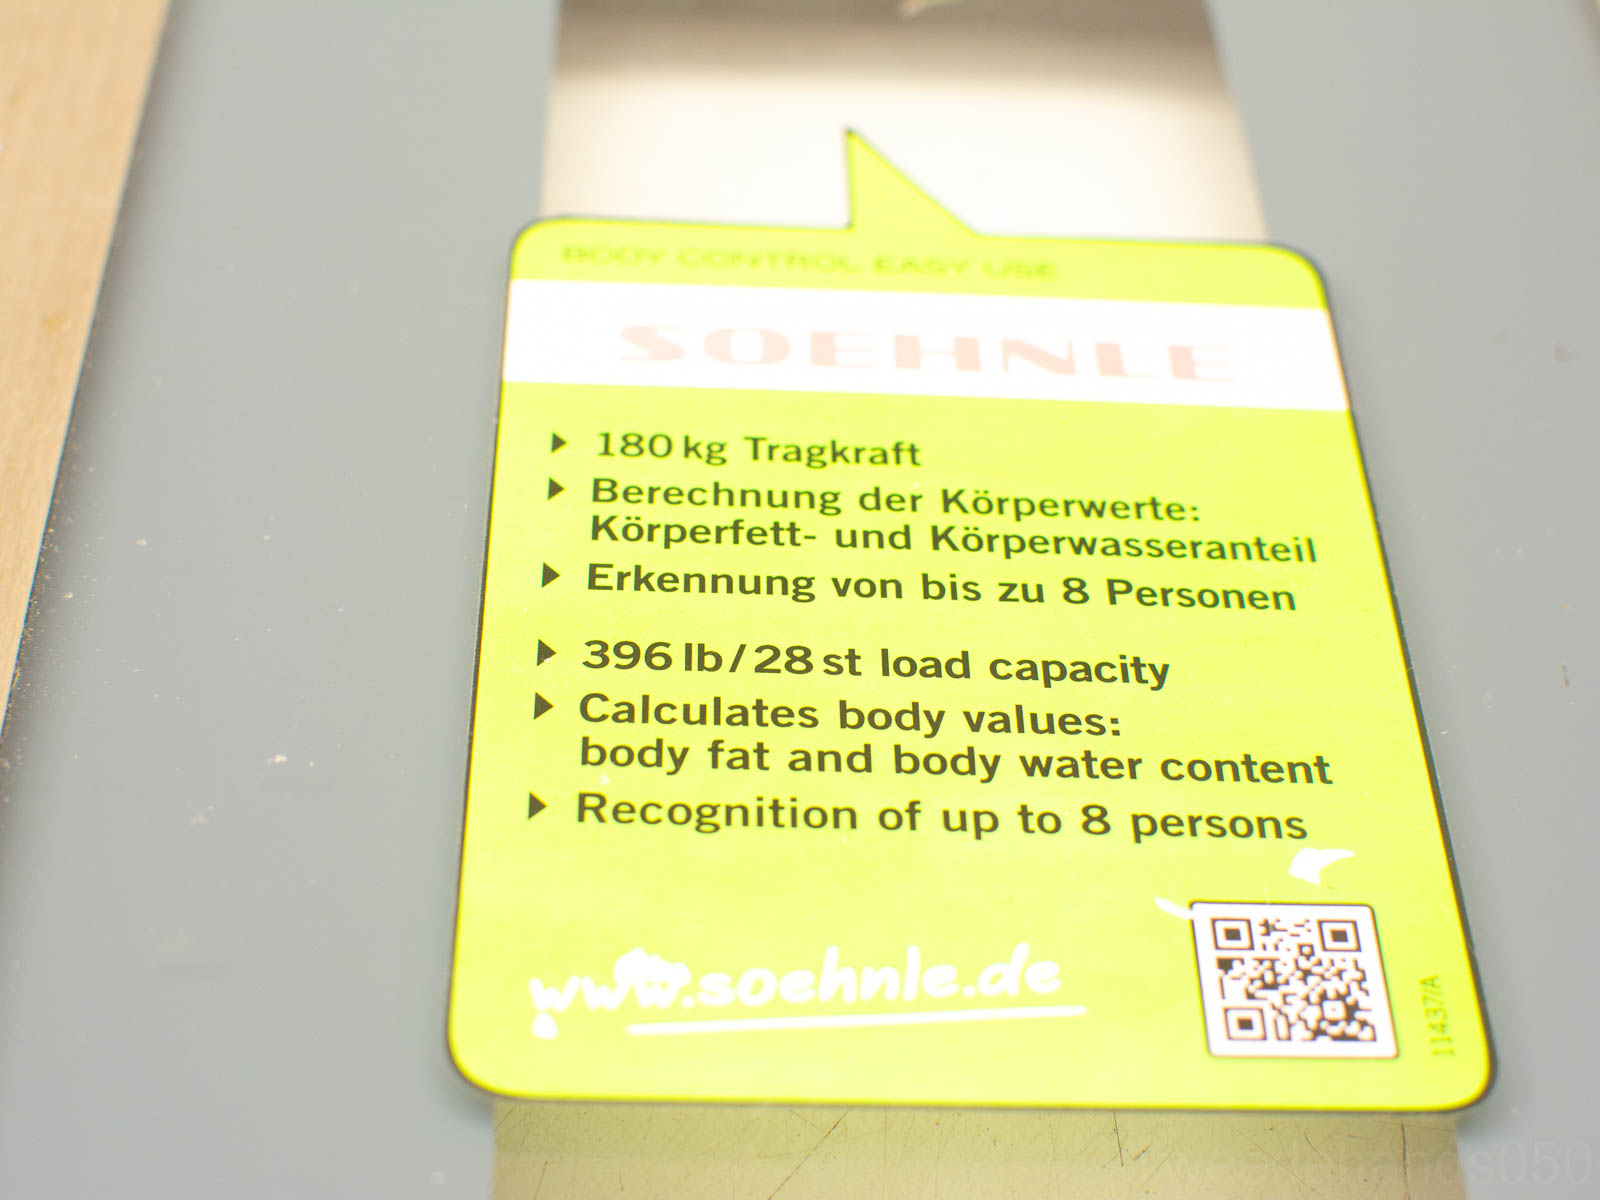 BODY CONTROL EASY USE
SOEHNLE
180 kg Tragkraft
Berechnung der Körperwerte:
Körperfett- und Körperwasseranteil
Erkennung von bis zu 8 Personen
396 lb/28 st load capacity
Calculates body values:
body fat and body water content
Recognition of up to 8 persons
www.soehnle.de
11437/A